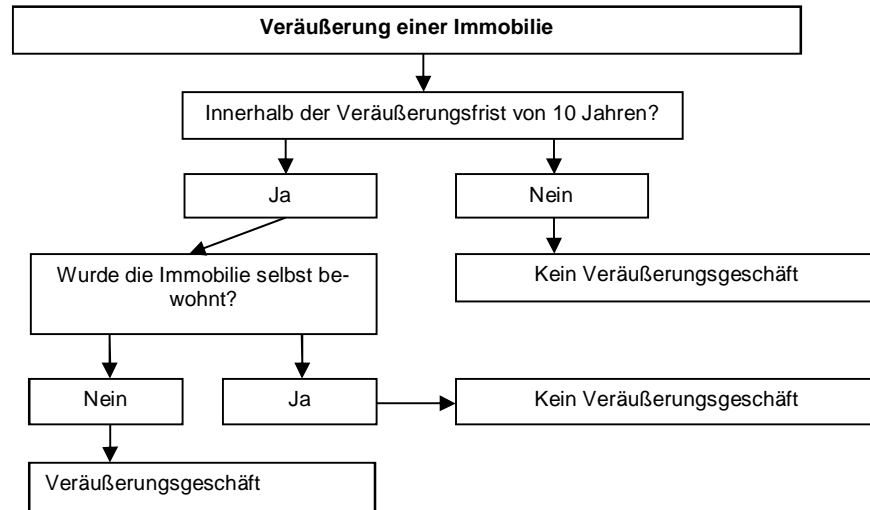 Veräußerung einer Immobilie
Innerhalb der Veräußerungsfrist von 10 Jahren?
Ja
Nein
Wurde die Immobilie selbst be-
wohnt?
Kein Veräußerungsgeschäft
Nein
Ja
Kein Veräußerungsgeschäft
Veräußerungsgeschäft